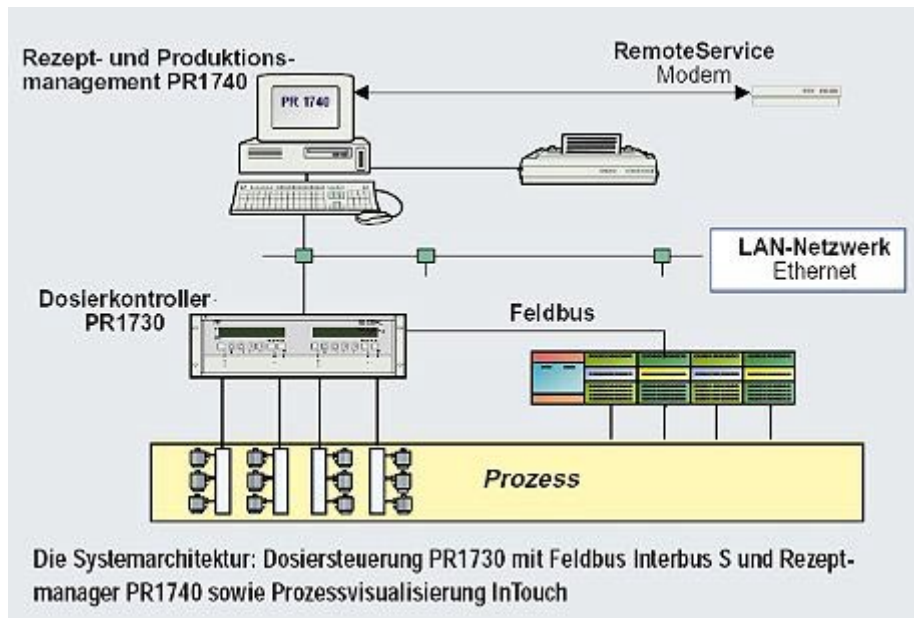 Rezept- und Produktions-
management PR1740
RemoteService
Modem
PR 1740
LAN-Netzwerk
Ethernet
Dosierkontroller
PR1730
Feldbus
Prozess
Die Systemarchitektur: Dosiersteuerung PR1730 mit Feldbus Interbus S und Rezept-
manager PR1740 sowie Prozessvisualisierung InTouch